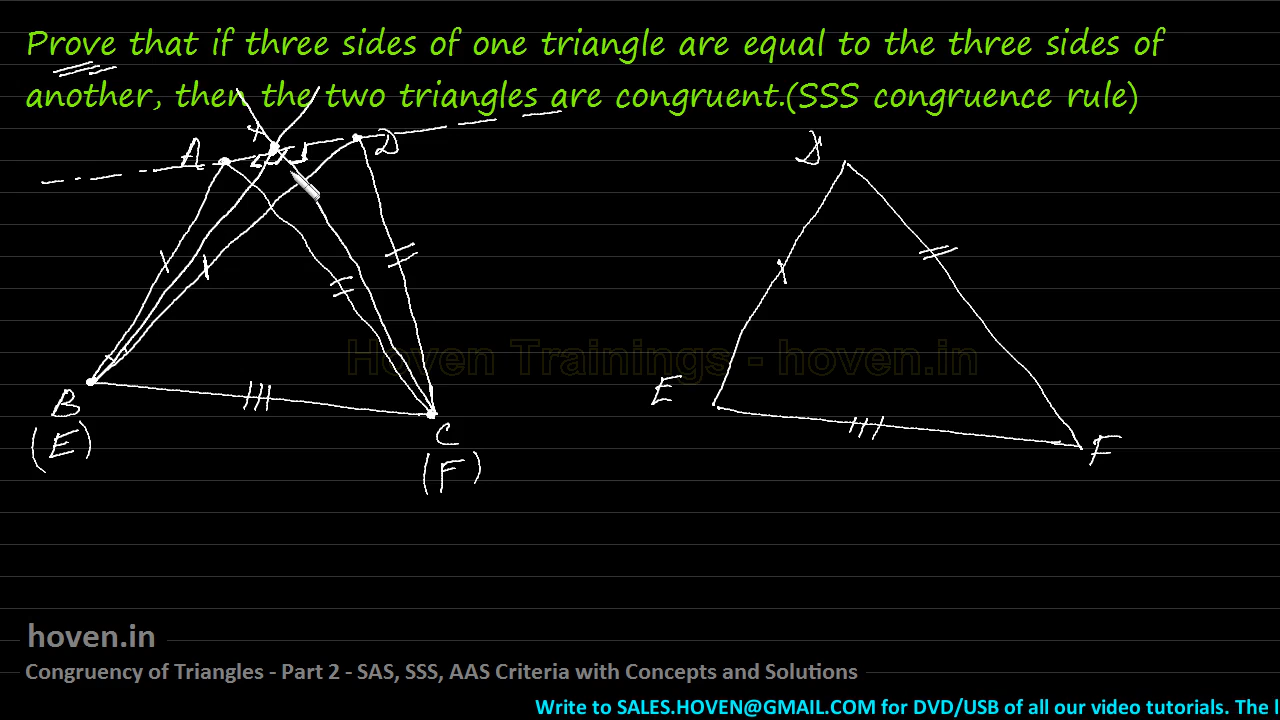 Prove that if three sides of one triangle are equal to the three sides of
another, then the two triangles are congruent.(SSS congruence rule)
A
D
D
B
(E)
C
(F)
E
F
Hoven Trainings - hoven.in
hoven.in
Congruency of Triangles - Part 2 - SAS, SSS, AAS Criteria with Concepts and Solutions
Write to SALES.HOVEN@GMAIL.COM for DVD/USB of all our video tutorials. The